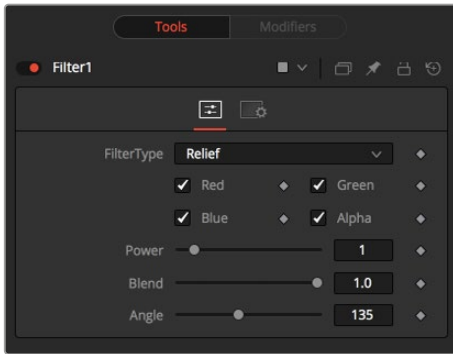 Tools Modifiers
Filter1
FilterType Relief
Red Green
Blue Alpha
Power 1
Blend 1.0
Angle 135